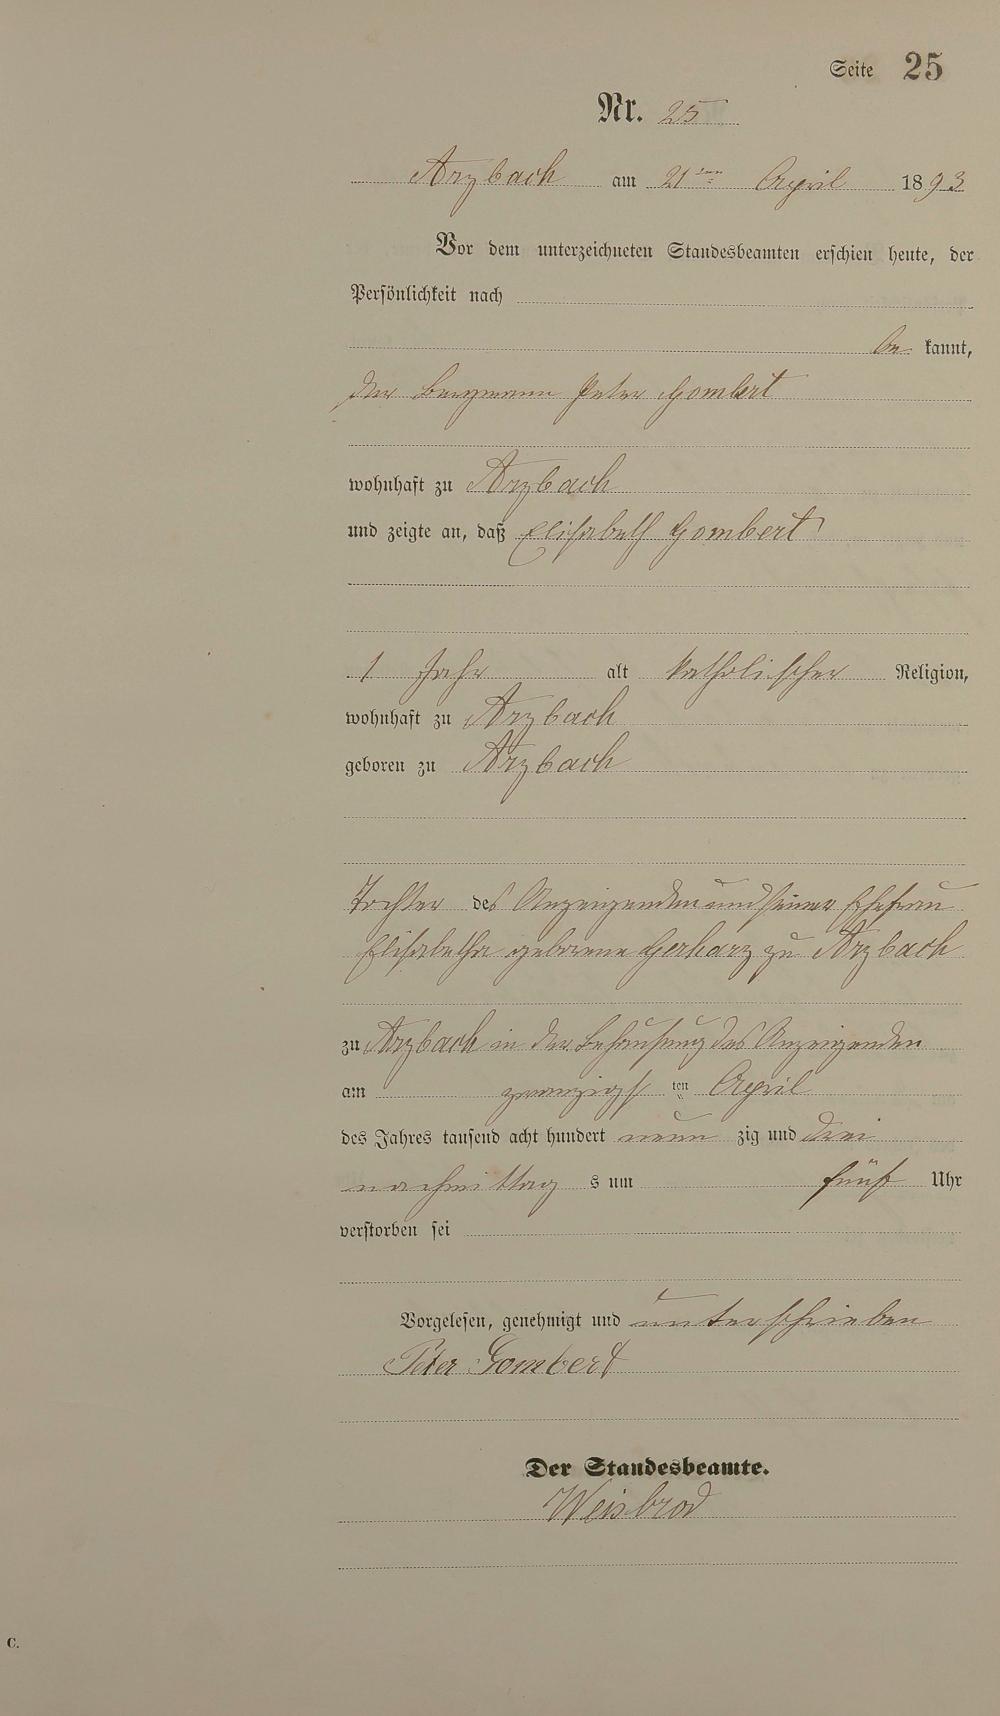 Seite 25
Nr. 25
Arzbach am 21ten April 1893
Vor dem unterzeichneten Standesbeamten erschien heute, der
Persönlichkeit nach
be kannt,
der Bergmann Peter Gombert
wohnhaft zu Arzbach
und zeigte an, daß Elisabeth Gombert
1 Jahr alt katholischer Religion,
wohnhaft zu Arzbach
geboren zu Arzbach
Tochter des Anzeigenden und seiner Ehefrau
Elisabetha geborene Gerharz zu Arzbach
zu Arzbach in der Behausung des Anzeigenden
am zwanzigsten April
des Jahres tausend acht hundert neun zig und drei
nachmittag s um fünf Uhr
verstorben sei
Vorgelesen, genehmigt und unterschrieben
Peter Gombert
Der Standesbeamte.
Weisbrod
C.